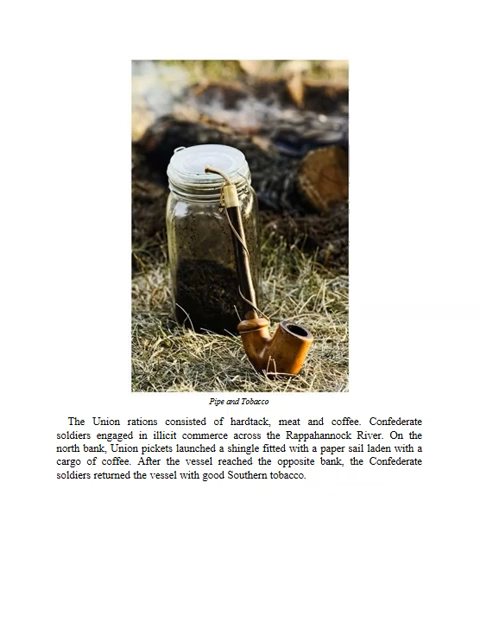 Pipe and Tobacco
The Union rations consisted of hardtack, meat and coffee. Confederate
soldiers engaged in illicit commerce across the Rappahannock River. On the
north bank, Union pickets launched a shingle fitted with a paper sail laden with a
cargo of coffee. After the vessel reached the opposite bank, the Confederate
soldiers returned the vessel with good Southern tobacco.